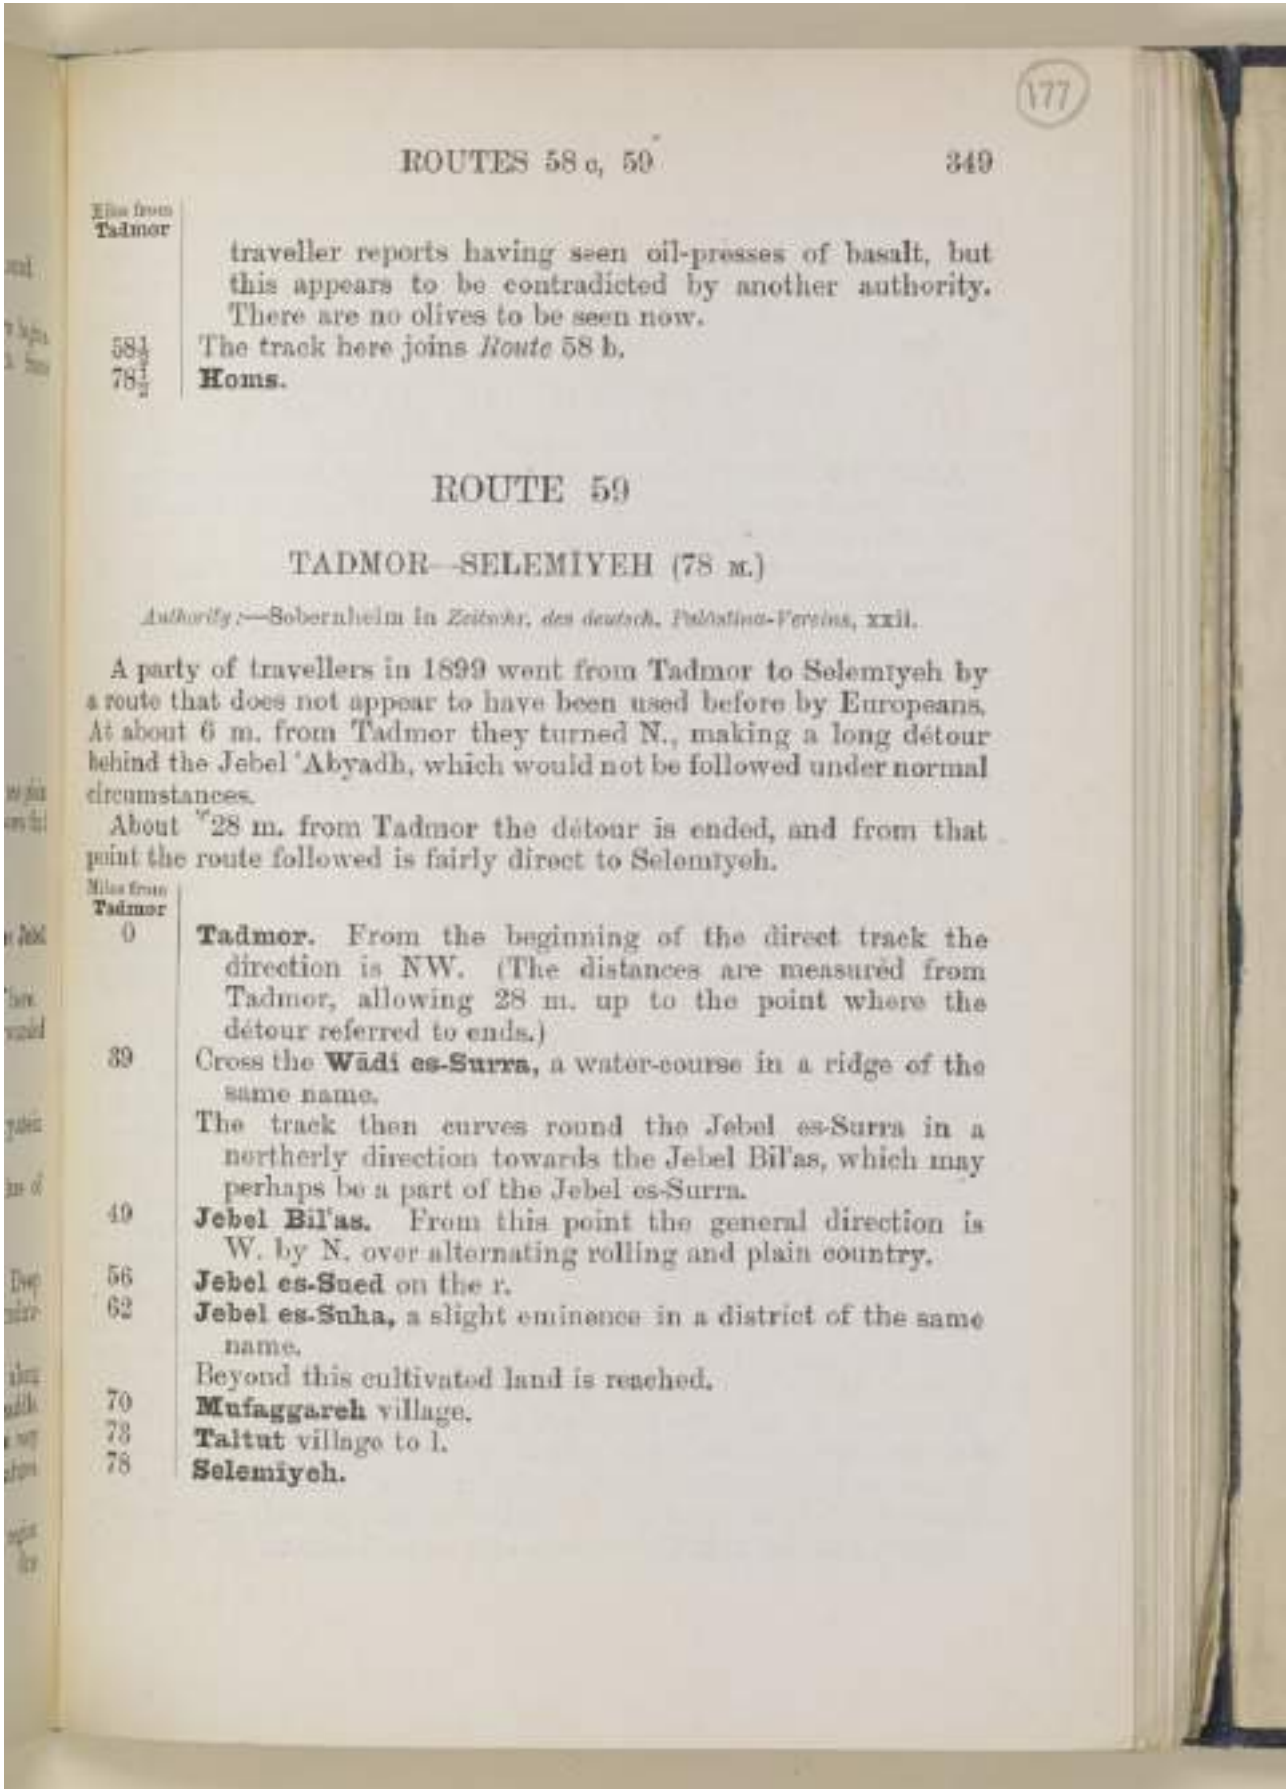 177
ROUTES 58 c, 59 349
Miles from
Tadmor
traveller reports having seen oil-presses of basalt, but
this appears to be contradicted by another authority.
There are no olives to be seen now.
58½ The track here joins Route 58 b.
78½ Homs.
ROUTE 59
TADMOR—SELEMĪYEH (78 M.)
Authority:—Sobernheim in Zeitschr. des deutsch. Palästina-Vereins, xxii.
A party of travellers in 1899 went from Tadmor to Selemīyeh by
a route that does not appear to have been used before by Europeans.
At about 6 m. from Tadmor they turned N., making a long détour
behind the Jebel ʽAbyadh, which would not be followed under normal
circumstances.
About 28 m. from Tadmor the détour is ended, and from that
point the route followed is fairly direct to Selemīyeh.
Miles from
Tadmor
0 Tadmor. From the beginning of the direct track the
direction is NW. (The distances are measured from
Tadmor, allowing 28 m. up to the point where the
détour referred to ends.)
39 Cross the Wādi es-Surra, a water-course in a ridge of the
same name.
The track then curves round the Jebel es-Surra in a
northerly direction towards the Jebel Bilʽas, which may
perhaps be a part of the Jebel es-Surra.
49 Jebel Bilʽas. From this point the general direction is
W. by N. over alternating rolling and plain country.
56 Jebel es-Sued on the r.
62 Jebel es-Suha, a slight eminence in a district of the same
name.
Beyond this cultivated land is reached.
70 Mufaggareh village.
73 Taltut village to l.
78 Selemīyeh.